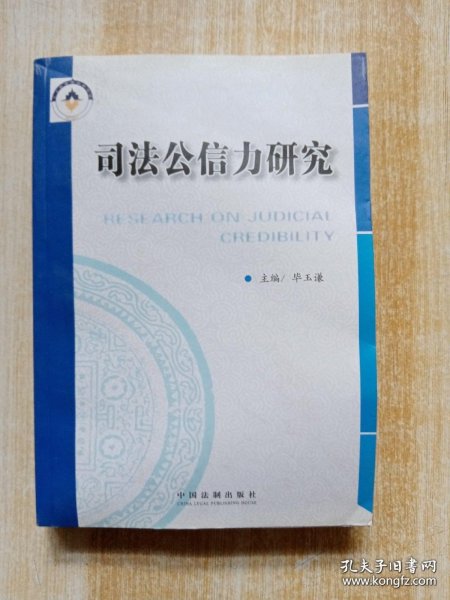 司法公信力研究
RESEARCH ON JUDICIAL
CREDIBILITY
● 主编/ 毕玉谦
中国法制出版社
CHINA LEGAL PUBLISHING HOUSE
孔夫子旧书网
www.kongfz.com